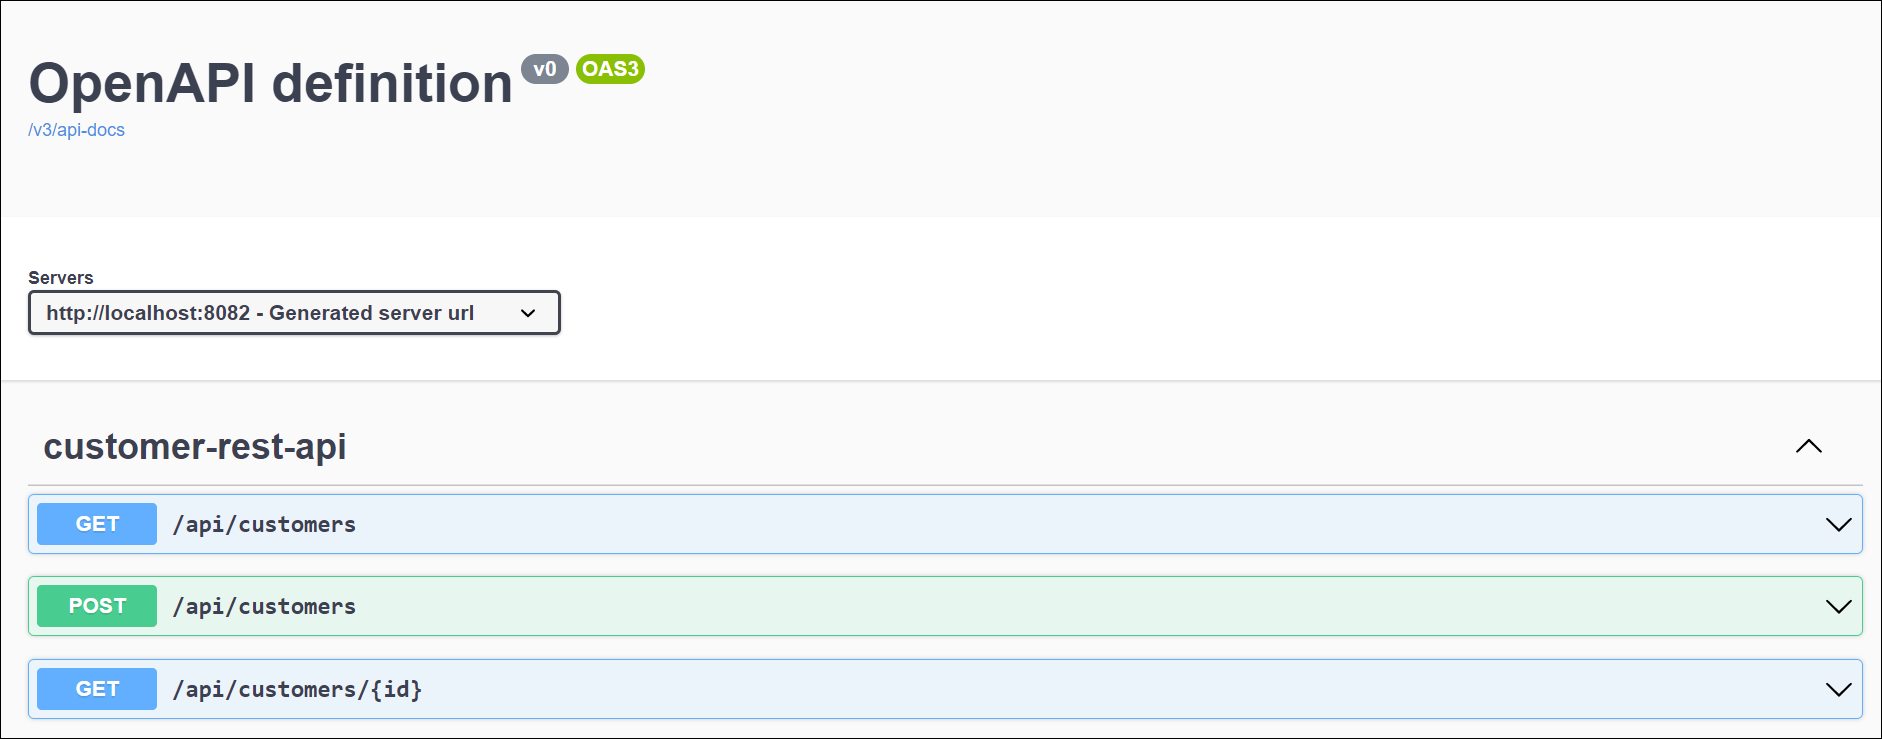 OpenAPI definition v0 OAS3
/v3/api-docs
Servers
http://localhost:8082 - Generated server url
customer-rest-api
GET /api/customers
POST /api/customers
GET /api/customers/{id}